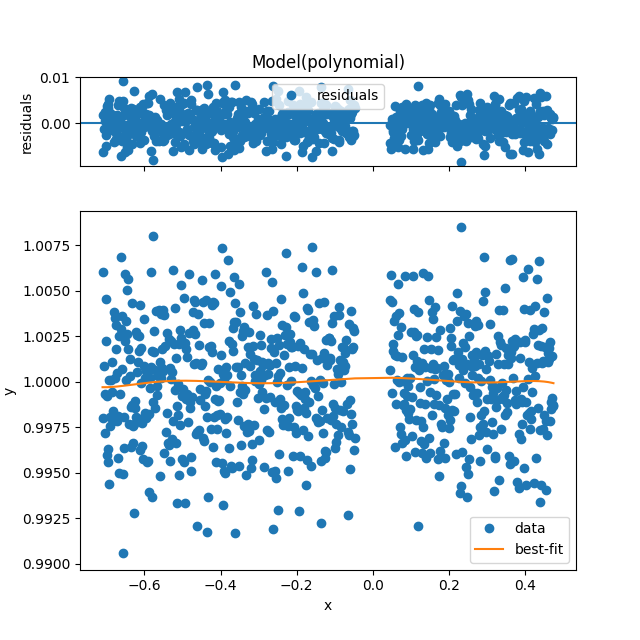 Model(polynomial)
0.01
0.00
residuals
residuals
1.0075
1.0050
1.0025
1.0000
0.9975
0.9950
0.9925
0.9900
y
data
best-fit
−0.6 −0.4 −0.2 0.0 0.2 0.4
x